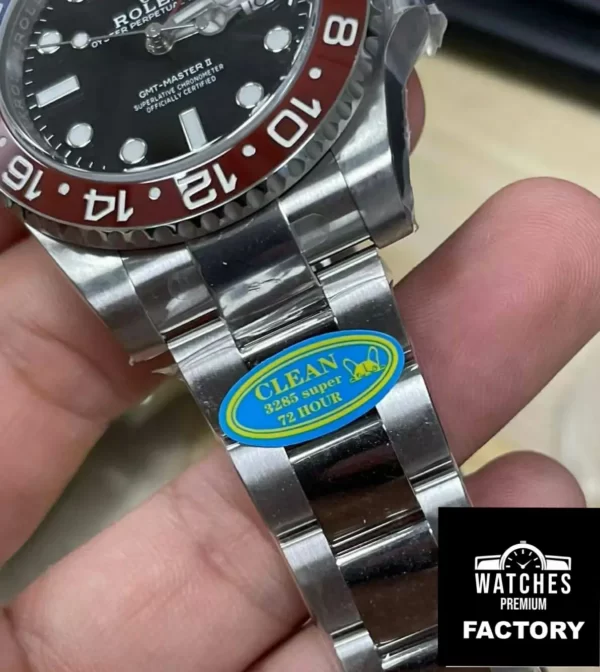 ROLEX
OYSTER PERPETUAL
GMT-MASTER II
SUPERLATIVE CHRONOMETER
OFFICIALLY CERTIFIED
8
10
12
14
16
CLEAN
3285 super
72 HOUR
WATCHES
PREMIUM
FACTORY